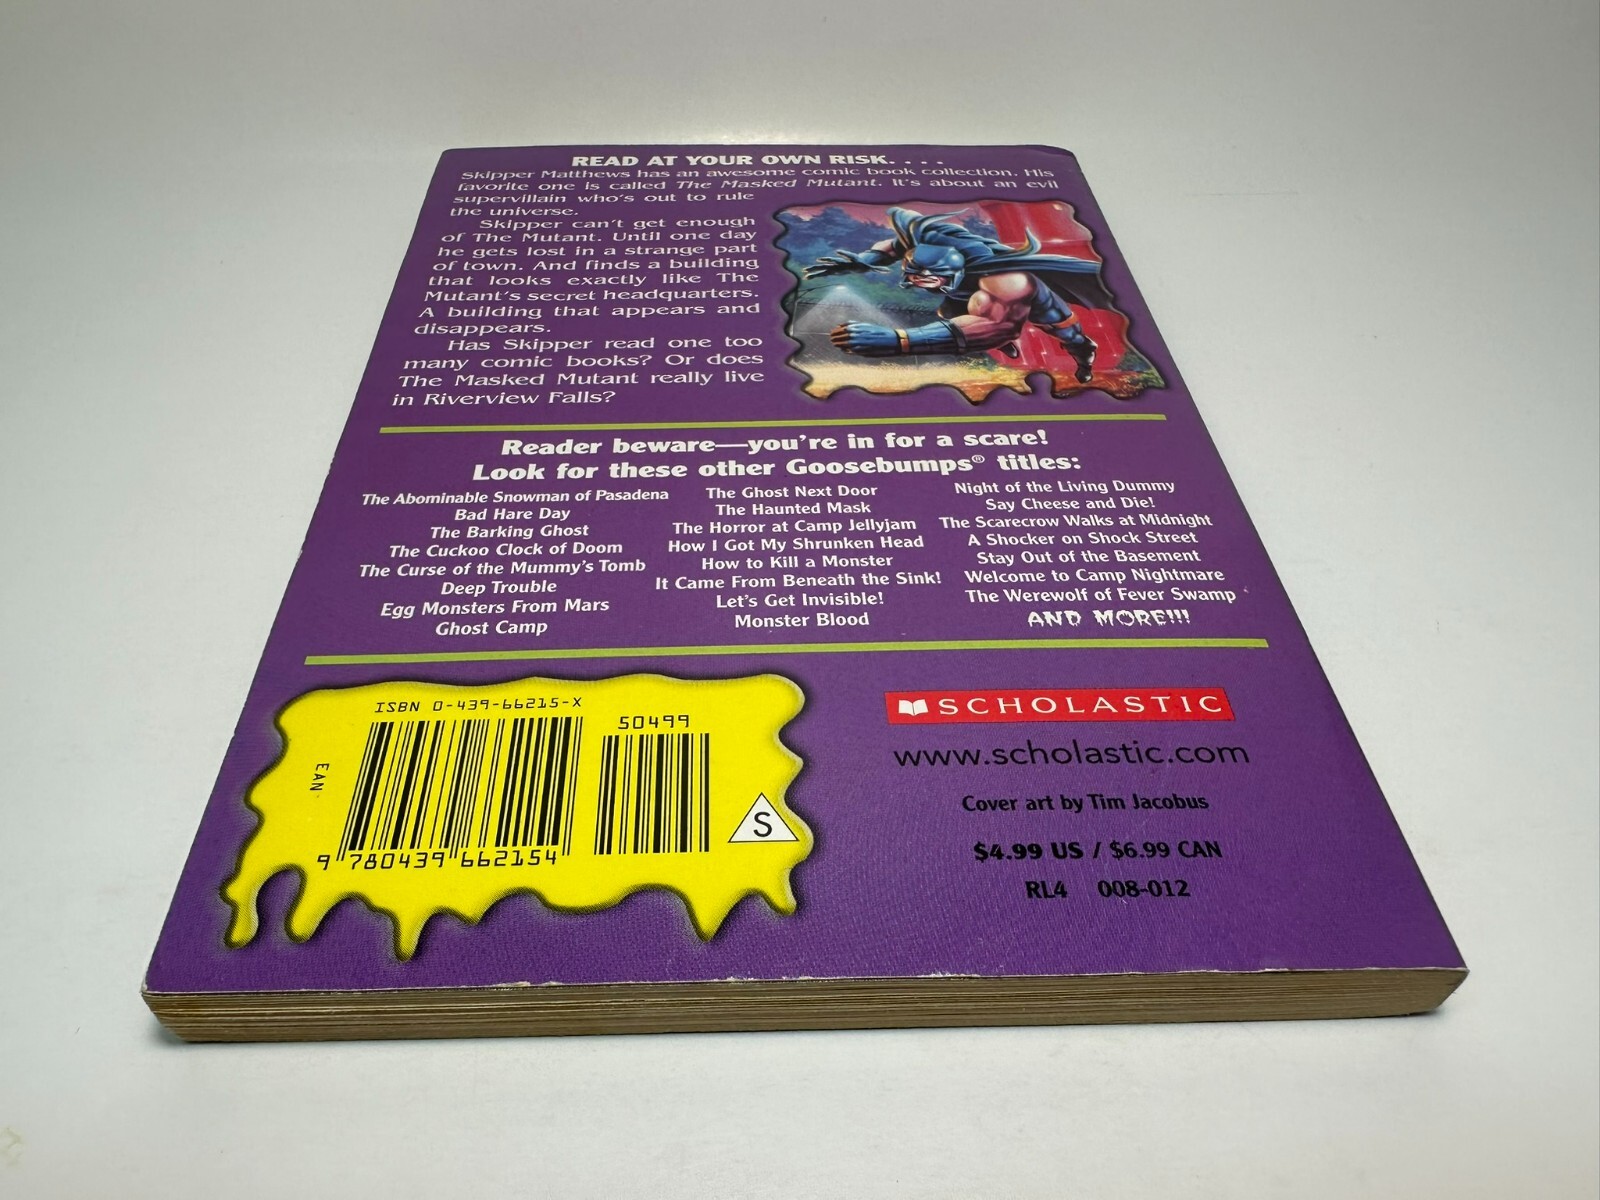 READ AT YOUR OWN RISK. . . .
Skipper Matthews has an awesome comic book collection. His
favorite one is called The Masked Mutant. It's about an evil
supervillain who's out to rule
the universe.
Skipper can't get enough
of The Mutant. Until one day
he gets lost in a strange part
of town. And finds a building
that looks exactly like The
Mutant's secret headquarters.
A building that appears and
disappears.
Has Skipper read one too
many comic books? Or does
The Masked Mutant really live
in Riverview Falls?
Reader beware—you're in for a scare!
Look for these other Goosebumps® titles:
The Abominable Snowman of Pasadena
Bad Hare Day
The Barking Ghost
The Cuckoo Clock of Doom
The Curse of the Mummy's Tomb
Deep Trouble
Egg Monsters From Mars
Ghost Camp
The Ghost Next Door
The Haunted Mask
The Horror at Camp Jellyjam
How I Got My Shrunken Head
How to Kill a Monster
It Came From Beneath the Sink!
Let's Get Invisible!
Monster Blood
Night of the Living Dummy
Say Cheese and Die!
The Scarecrow Walks at Midnight
A Shocker on Shock Street
Stay Out of the Basement
Welcome to Camp Nightmare
The Werewolf of Fever Swamp
AND MORE!!!
ISBN 0-439-66215-X
50499
EAN
9 780439 662154
S
SCHOLASTIC
www.scholastic.com
Cover art by Tim Jacobus
$4.99 US / $6.99 CAN
RL4 008-012